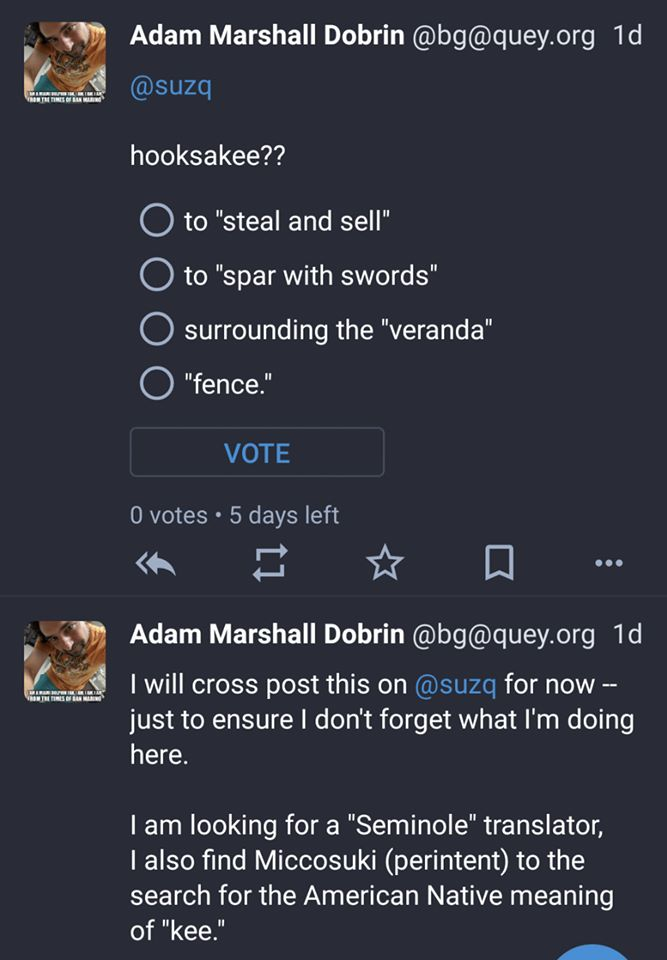 Adam Marshall Dobrin @bg@quey.org 1d
@suzq
hooksakee??
to "steal and sell"
to "spar with swords"
surrounding the "veranda"
"fence."
VOTE
0 votes • 5 days left
Adam Marshall Dobrin @bg@quey.org 1d
I will cross post this on @suzq for now --
just to ensure I don't forget what I'm doing
here.
I am looking for a "Seminole" translator,
I also find Miccosuki (perintent) to the
search for the American Native meaning
of "kee."